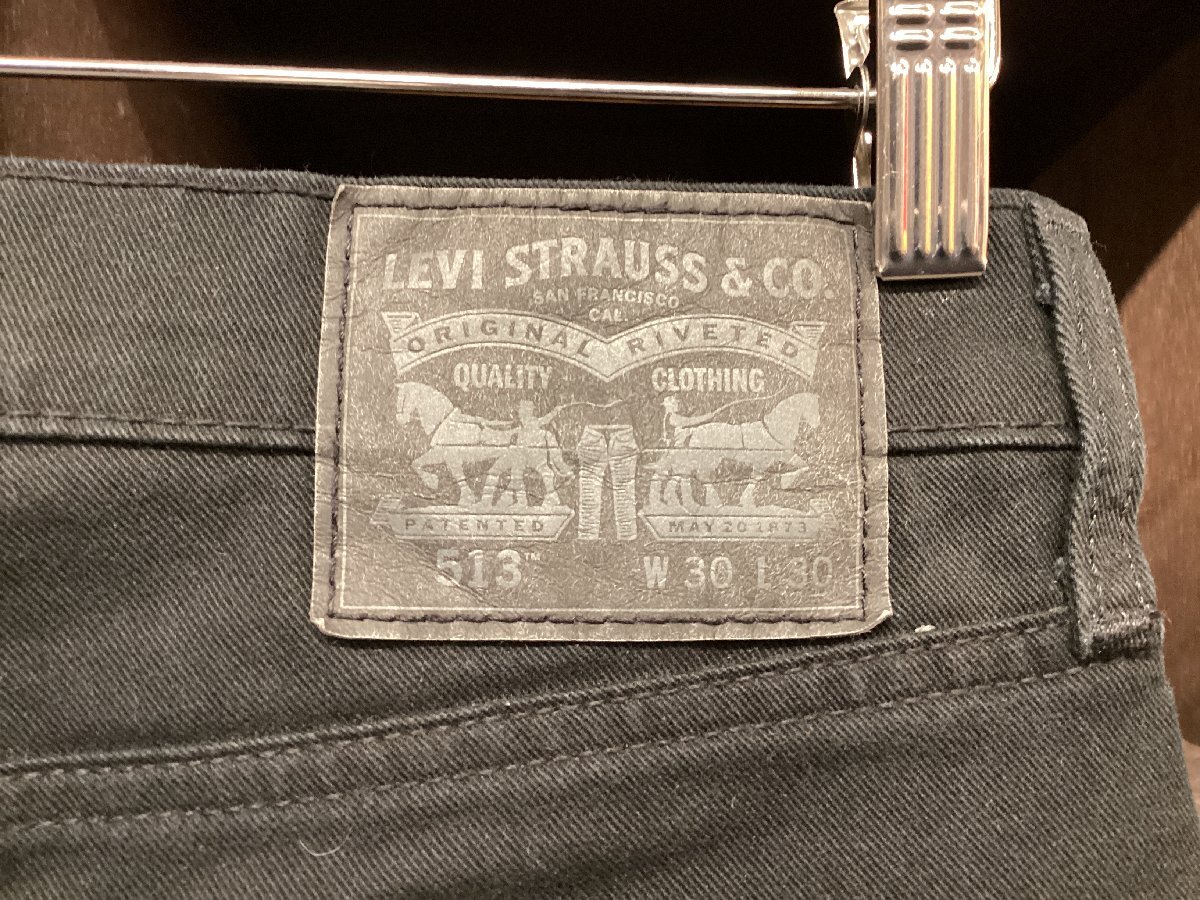 LEVI STRAUSS & CO.
SAN FRANCISCO
CAL
ORIGINAL RIVETED
QUALITY CLOTHING
PATENTED MAY 20 1873
513™ W 30 L 30